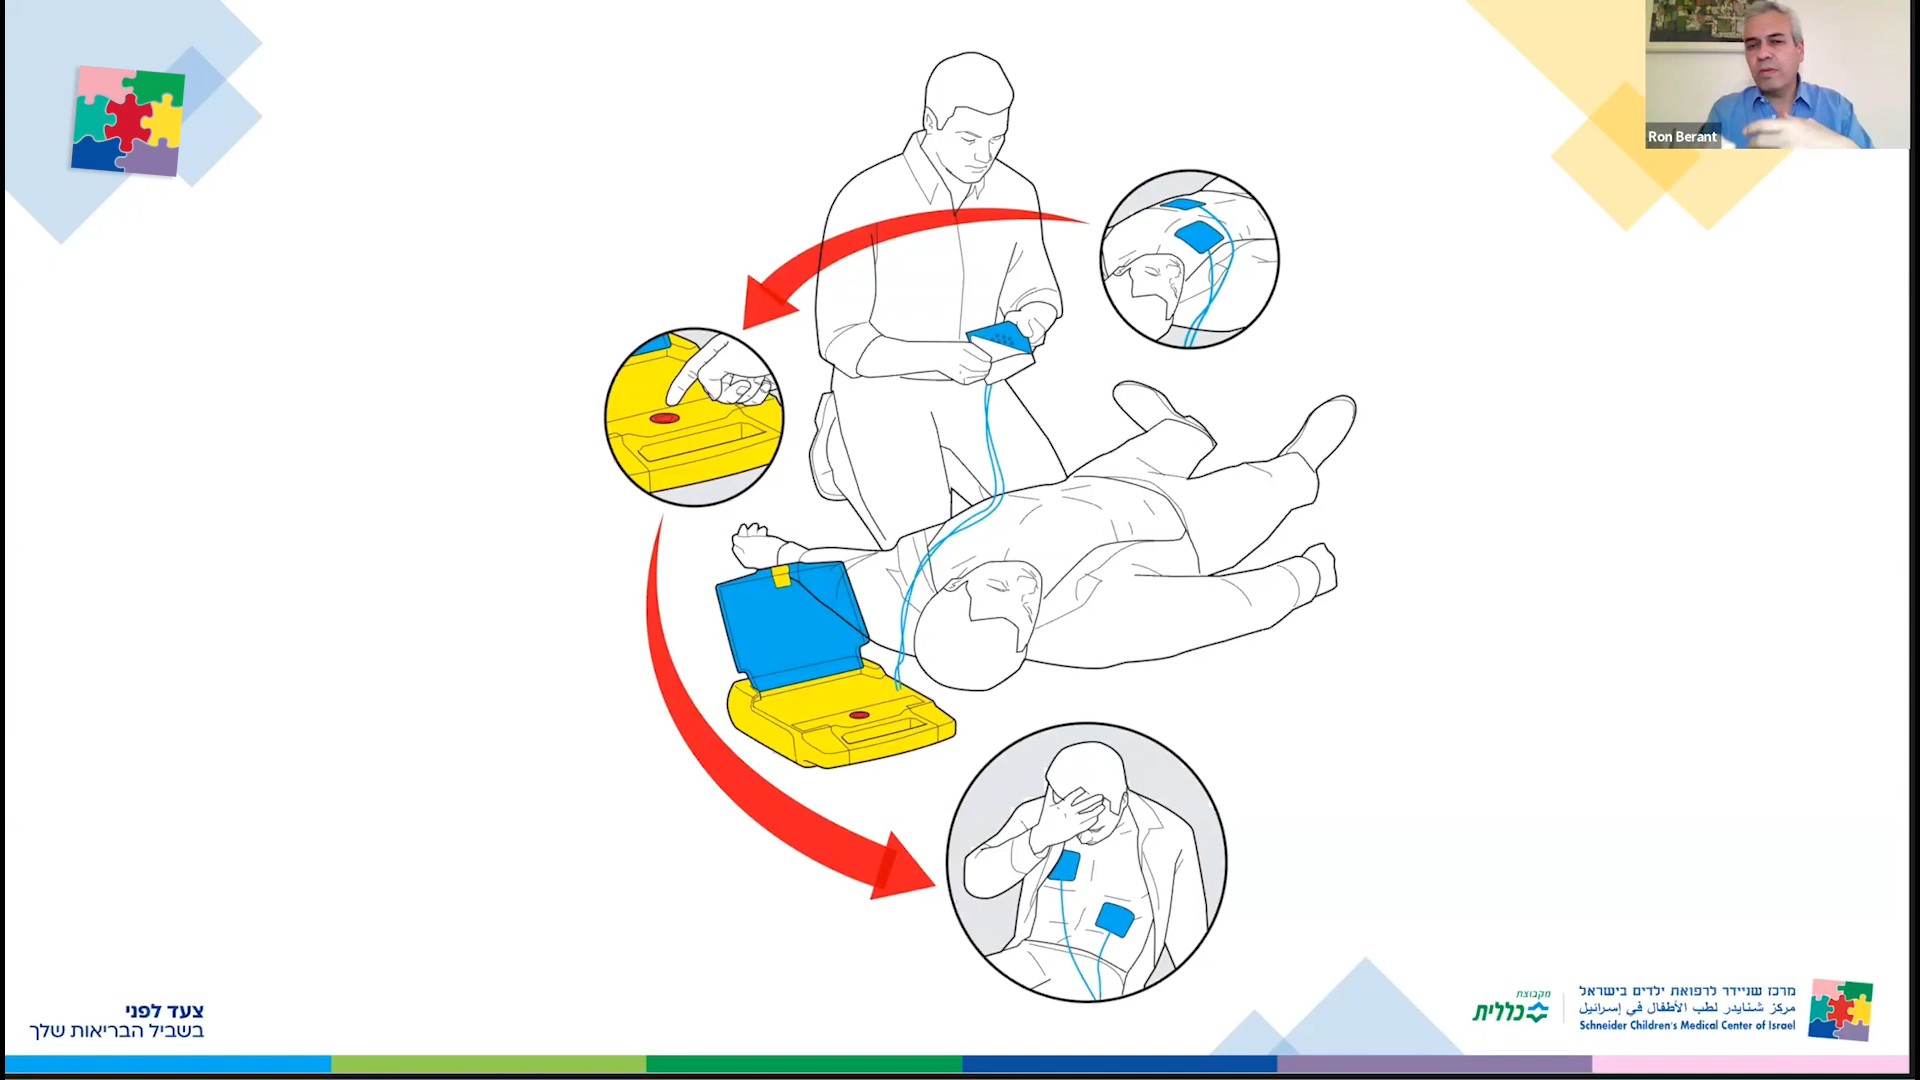 Ron Berant
צעד לפני
בשביל הבריאות שלך
מקבוצת
כללית
מרכז שניידר לרפואת ילדים בישראל
مركز شنايدر لطب الأطفال في إسرائيل
Schneider Children's Medical Center of Israel